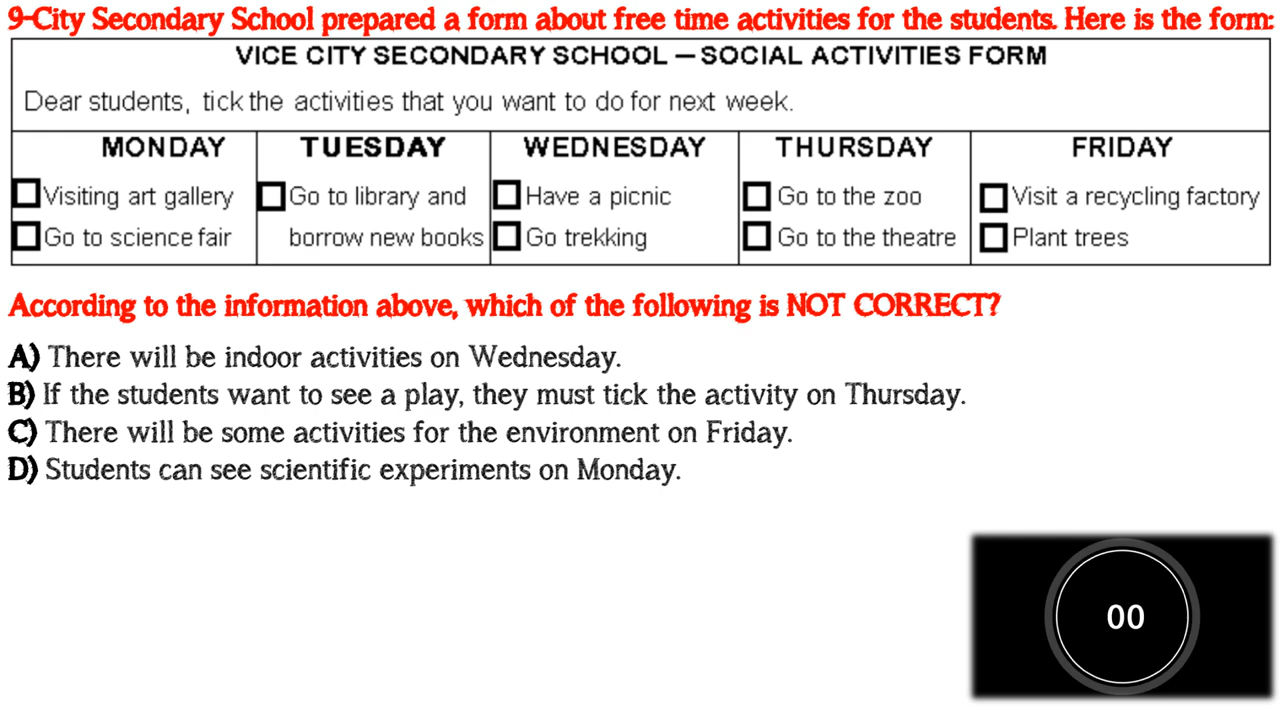 9-City Secondary School prepared a form about free time activities for the students. Here is the form:
VICE CITY SECONDARY SCHOOL – SOCIAL ACTIVITIES FORM
Dear students, tick the activities that you want to do for next week.
MONDAY TUESDAY WEDNESDAY THURSDAY FRIDAY
Visiting art gallery Go to library and Have a picnic Go to the zoo Visit a recycling factory
Go to science fair borrow new books Go trekking Go to the theatre Plant trees
According to the information above, which of the following is NOT CORRECT?
A) There will be indoor activities on Wednesday.
B) If the students want to see a play, they must tick the activity on Thursday.
C) There will be some activities for the environment on Friday.
D) Students can see scientific experiments on Monday.
00